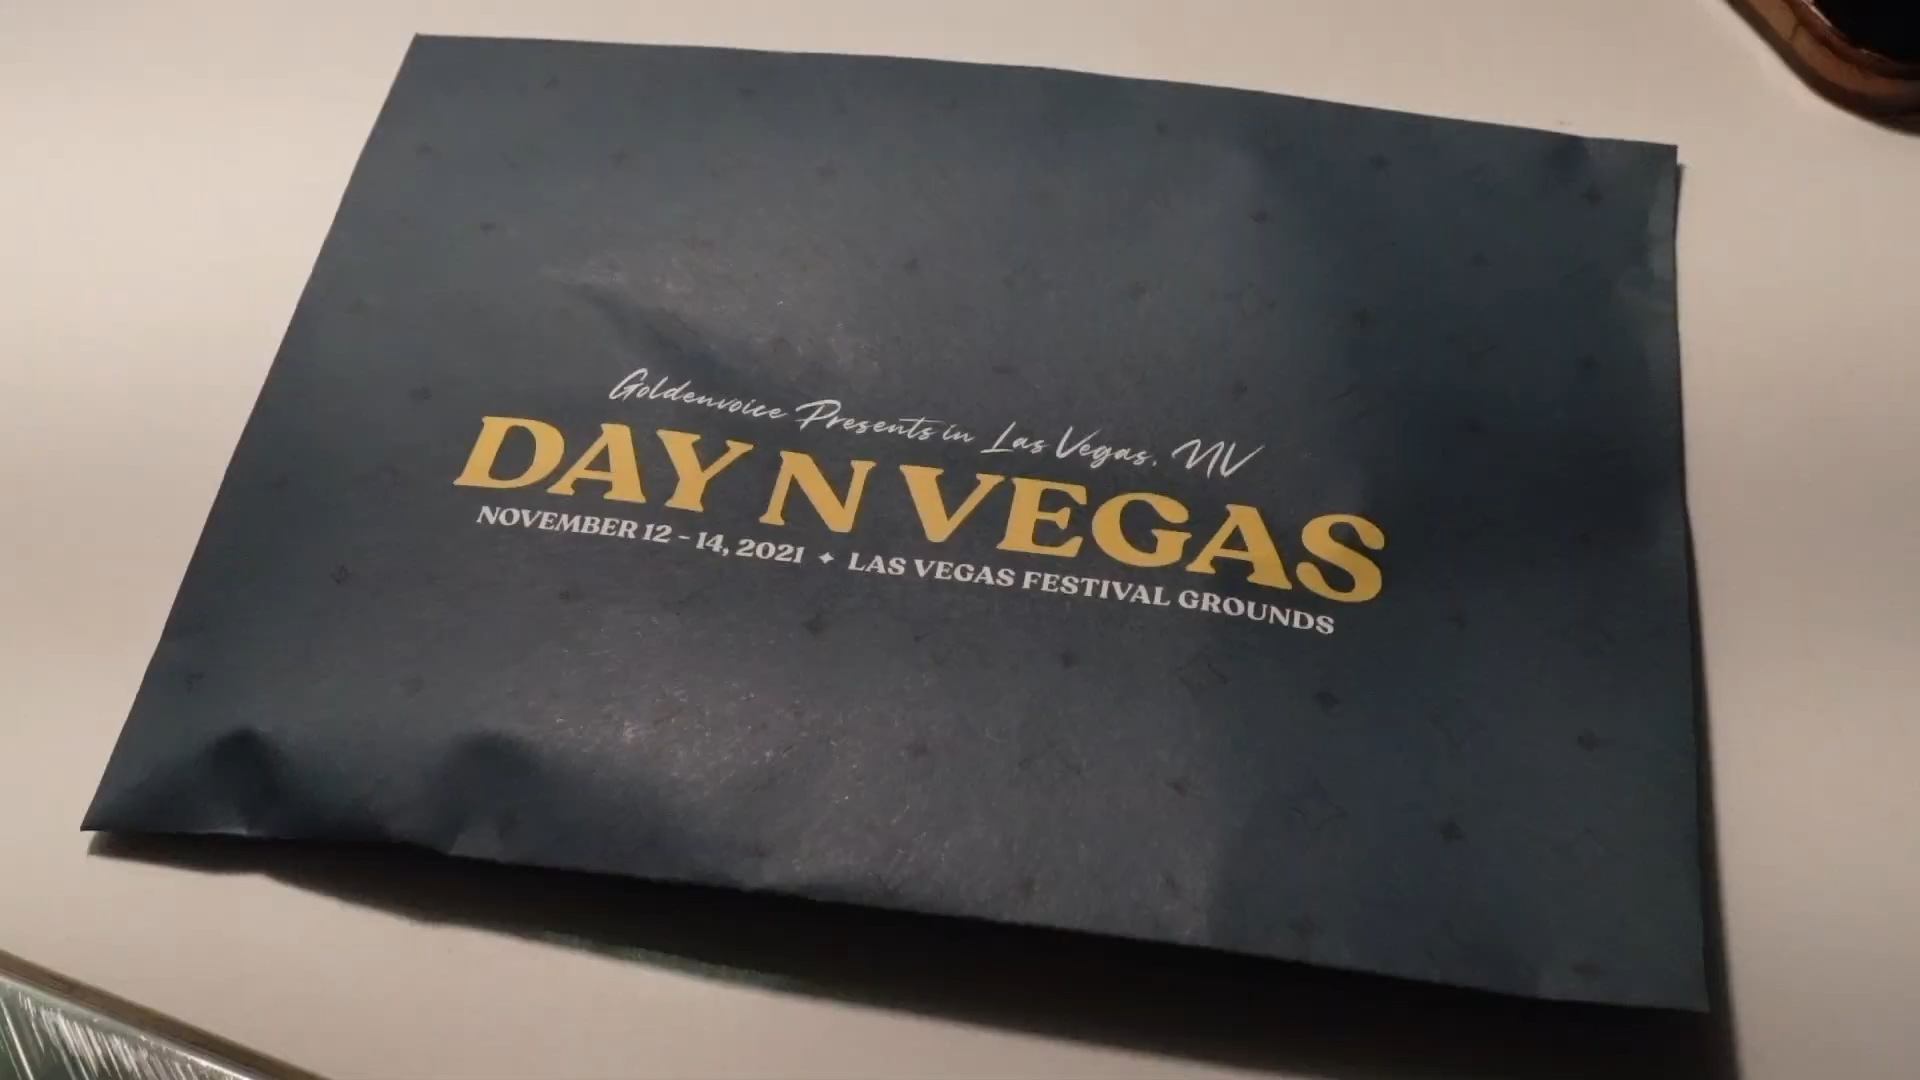 Goldenvoice Presents in Las Vegas, NV
DAY N VEGAS
NOVEMBER 12 - 14, 2021 ✦ LAS VEGAS FESTIVAL GROUNDS